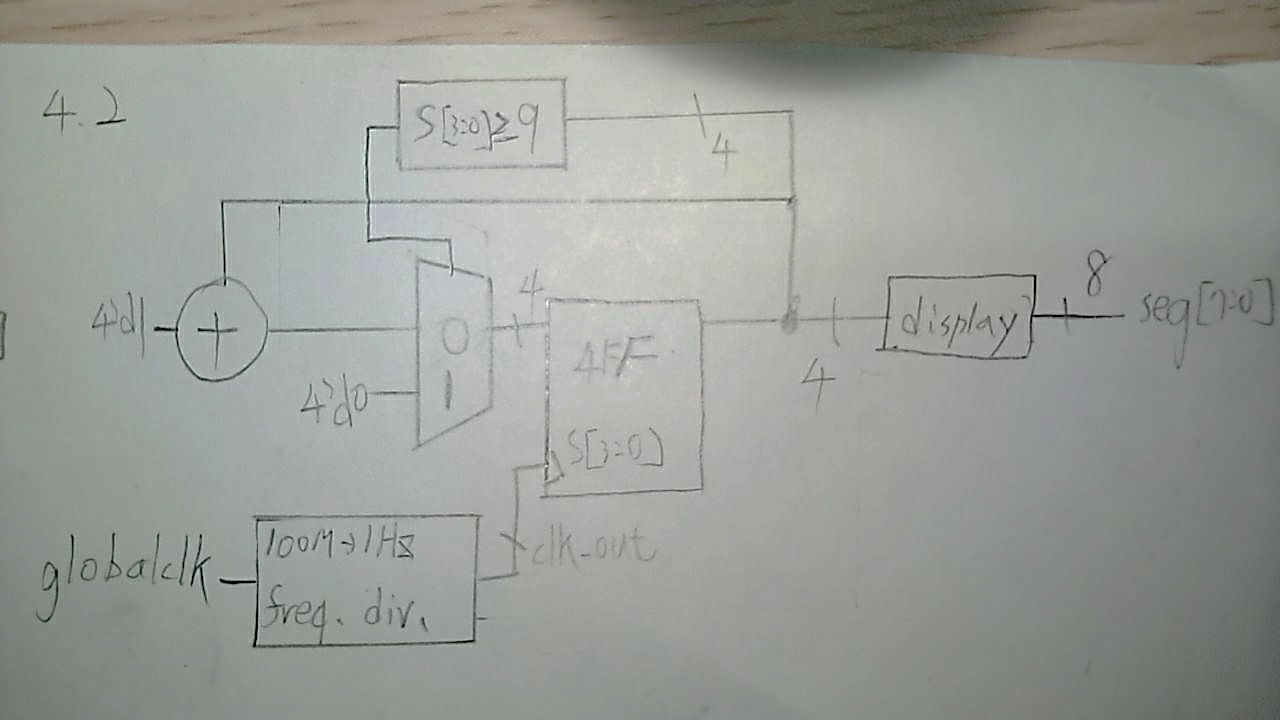 4.2
S[3:0]≥9
4
4'd1
+
4'd0
0
1
4
4FF
S[3:0]
4
display
8
seg[7:0]
globalclk
100M→1Hz
freq. div.
clk_out
]